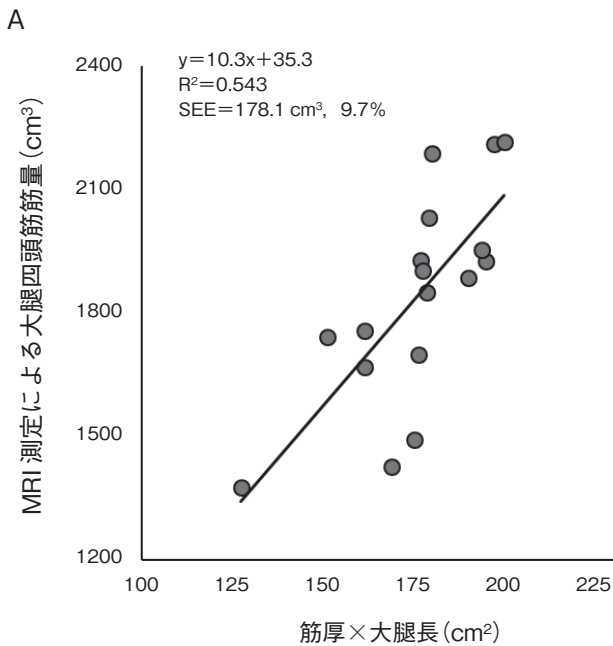 A
y=10.3x+35.3
R²=0.543
SEE=178.1 cm³, 9.7%
MRI 測定による大腿四頭筋筋量(cm³)
2400
2100
1800
1500
1200
100 125 150 175 200 225
筋厚×大腿長(cm²)